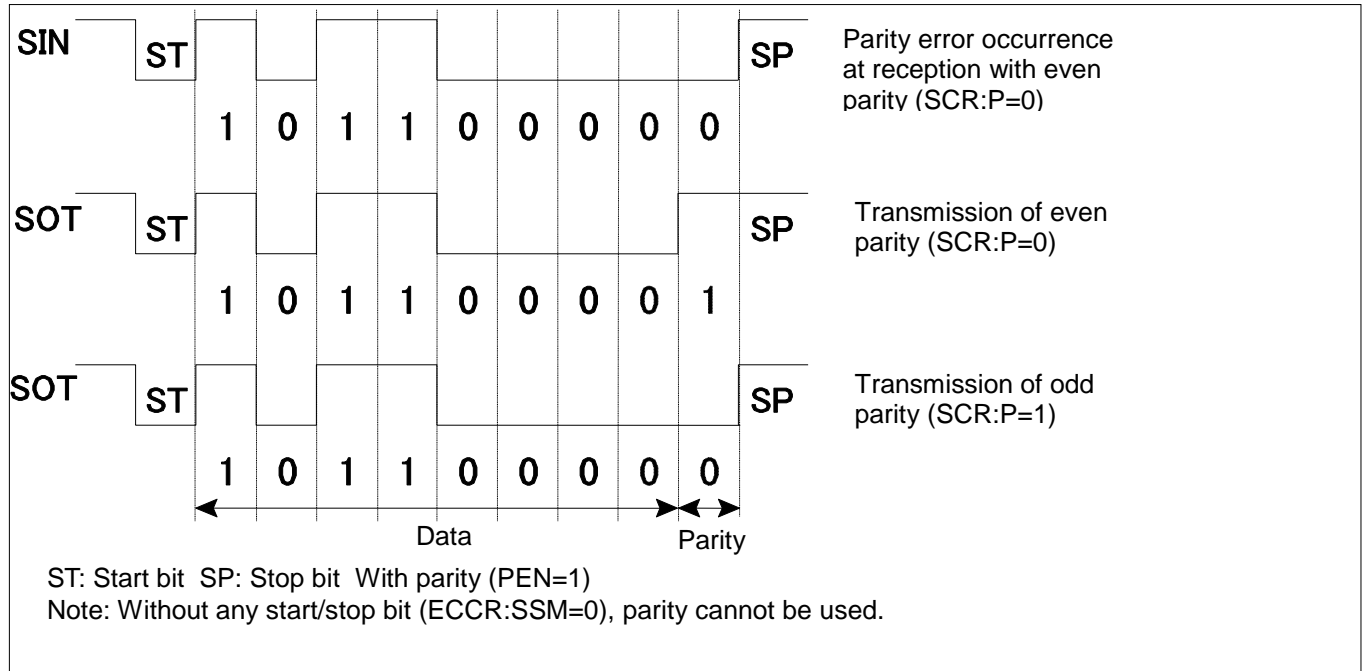 SIN ST SP Parity error occurrence
at reception with even
parity (SCR:P=0)
1 0 1 1 0 0 0 0 0
SOT ST SP Transmission of even
parity (SCR:P=0)
1 0 1 1 0 0 0 0 1
SOT ST SP Transmission of odd
parity (SCR:P=1)
1 0 1 1 0 0 0 0 0
Data Parity
ST: Start bit SP: Stop bit With parity (PEN=1)
Note: Without any start/stop bit (ECCR:SSM=0), parity cannot be used.